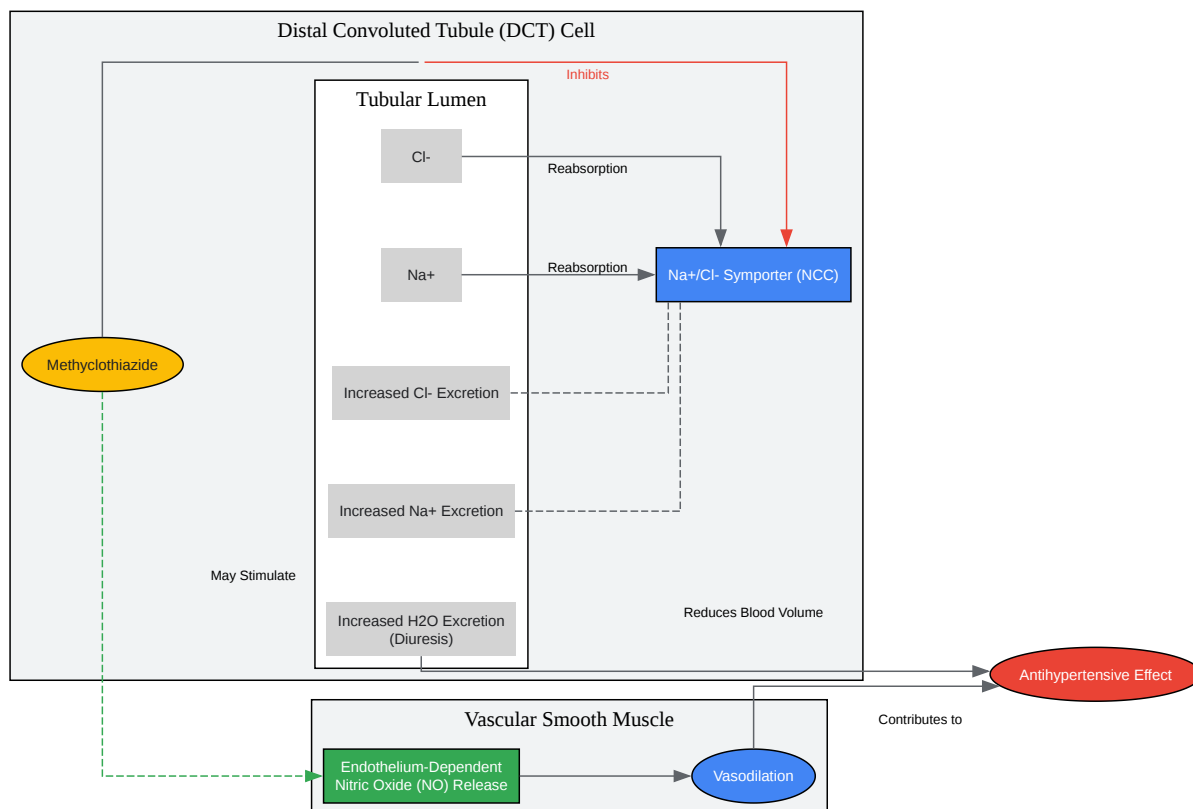 Distal Convoluted Tubule (DCT) Cell
Inhibits
Tubular Lumen
Cl-
Reabsorption
Na+
Reabsorption
Na+/Cl- Symporter (NCC)
Methyclothiazide
Increased Cl- Excretion
Increased Na+ Excretion
May Stimulate
Increased H2O Excretion
(Diuresis)
Reduces Blood Volume
Antihypertensive Effect
Vascular Smooth Muscle
Contributes to
Endothelium-Dependent
Nitric Oxide (NO) Release
Vasodilation